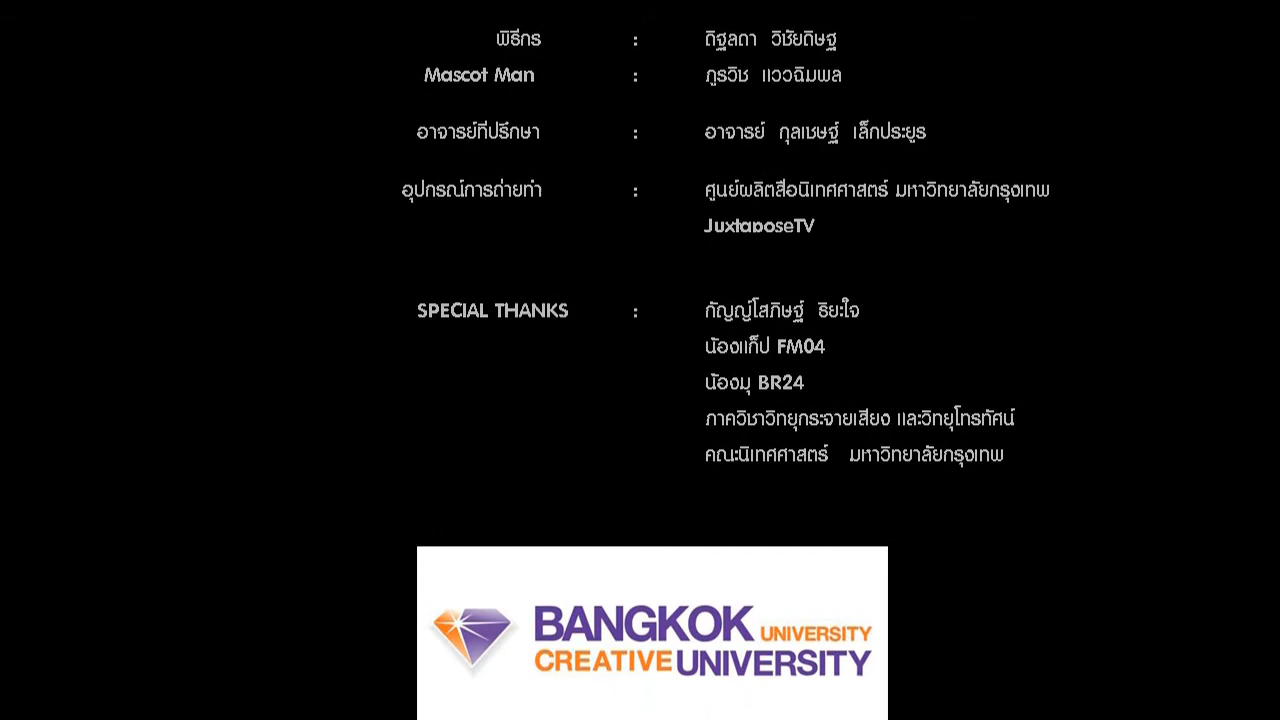 พิธีกร : ดิฐลดา วิชัยดิษฐ
Mascot Man : ภูรวิช แววฉิมพล
อาจารย์ที่ปรึกษา : อาจารย์ กุลเชษฐ์ เล็กประยูร
อุปกรณ์การถ่ายทำ : ศูนย์ผลิตสื่อนิเทศศาสตร์ มหาวิทยาลัยกรุงเทพ
JuxtaposeTV
SPECIAL THANKS : กัญญ์โสภิษฐ์ ธิยะใจ
น้องแก็ป FM04
น้องมุ BR24
ภาควิชาวิทยุกระจายเสียง และวิทยุโทรทัศน์
คณะนิเทศศาสตร์ มหาวิทยาลัยกรุงเทพ
BANGKOK UNIVERSITY
CREATIVE UNIVERSITY